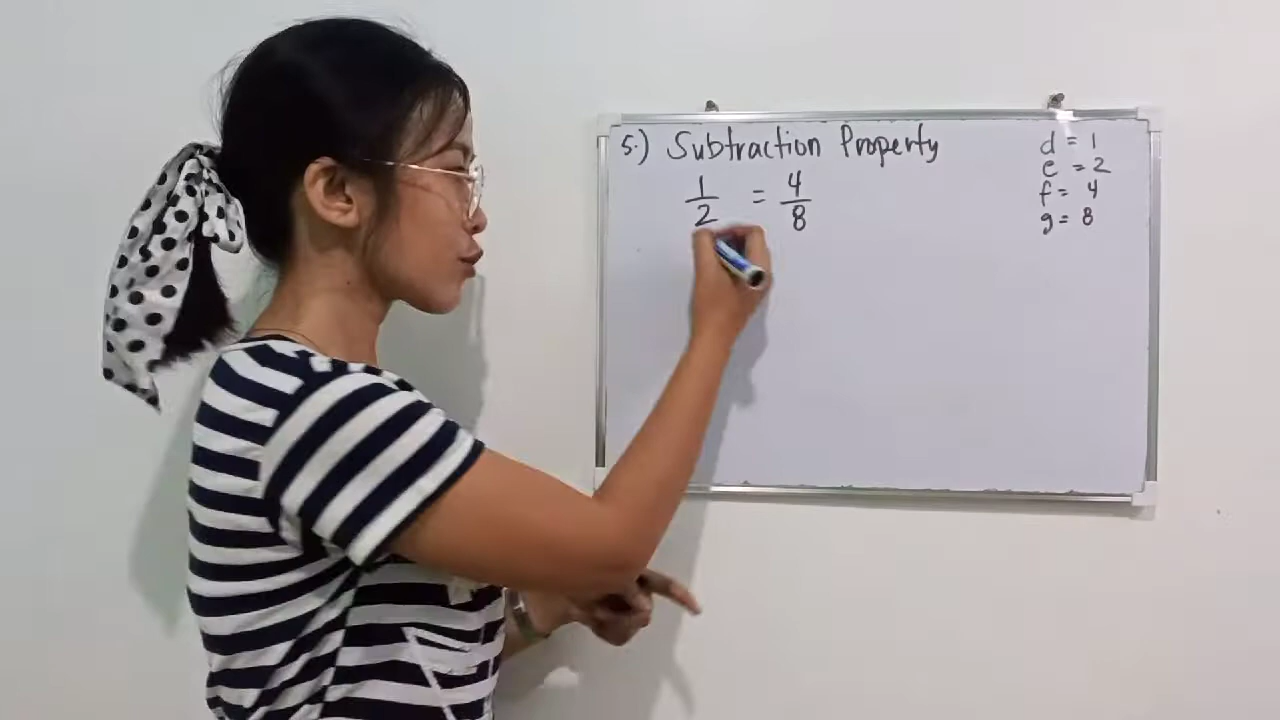 5.) Subtraction Property
1/2 = 4/8
d = 1
e = 2
f = 4
g = 8